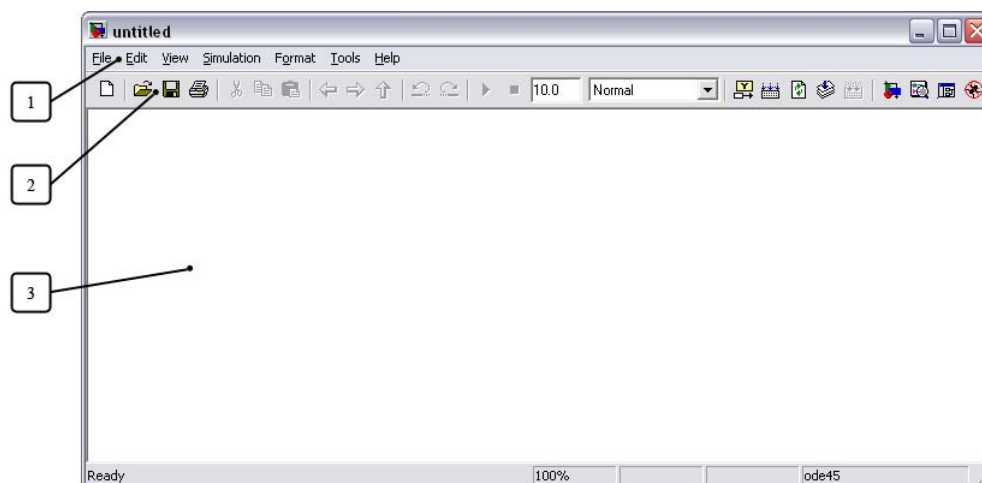 untitled
File Edit View Simulation Format Tools Help
10.0 Normal
1
2
3
Ready 100% ode45